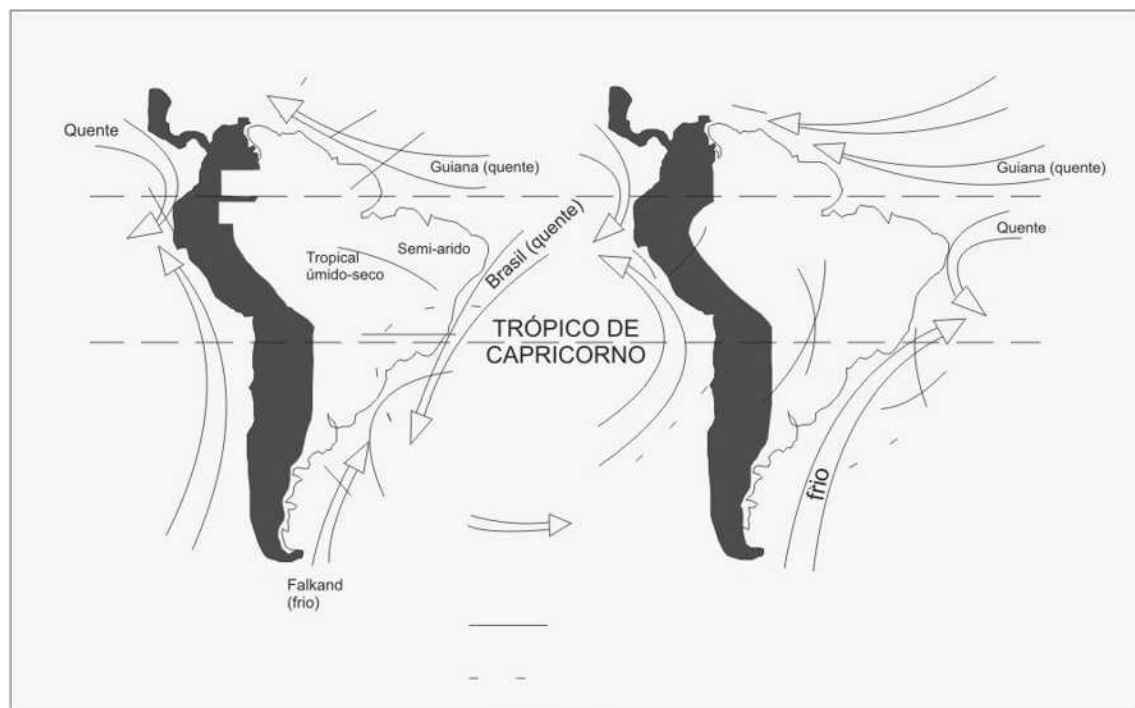 Quente
Guiana (quente)
Tropical
úmido-seco
Semi-arido
Brasil (quente)
TRÓPICO DE
CAPRICORNO
Falkand
(frio)
Guiana (quente)
Quente
frio